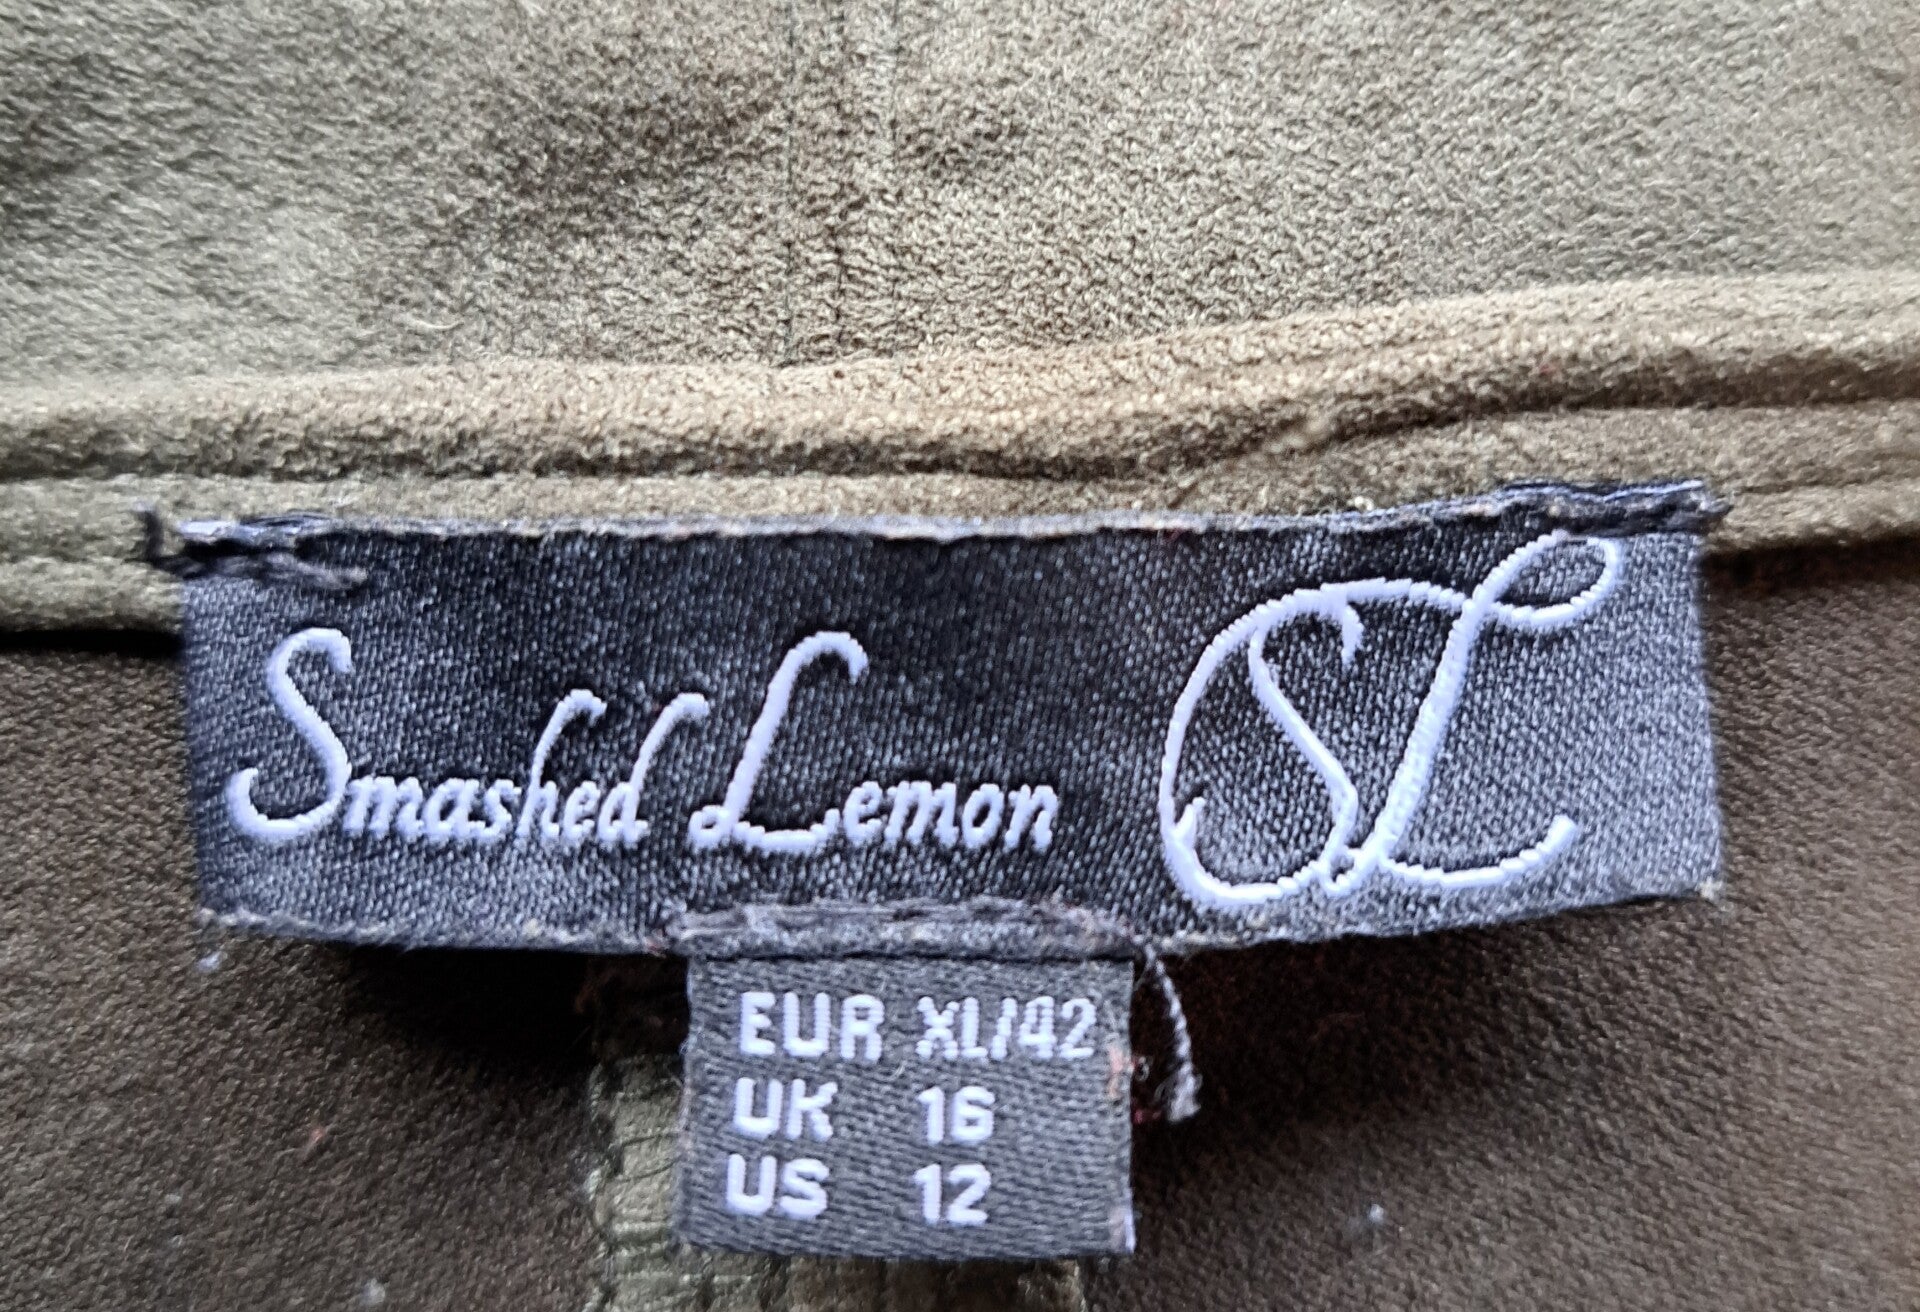 Smashed Lemon SL
EUR XL/42
UK 16
US 12